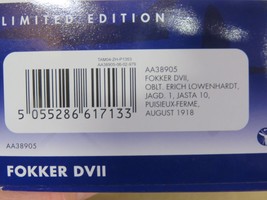 LIMITED EDITION
5 055286 617133
AA38905
FOKKER DVII,
OBLT. ERICH LOWENHARDT,
JAGD. 1, JASTA 10,
PUISIEUX-FERME,
AUGUST 1918
AA38905
FOKKER DVII